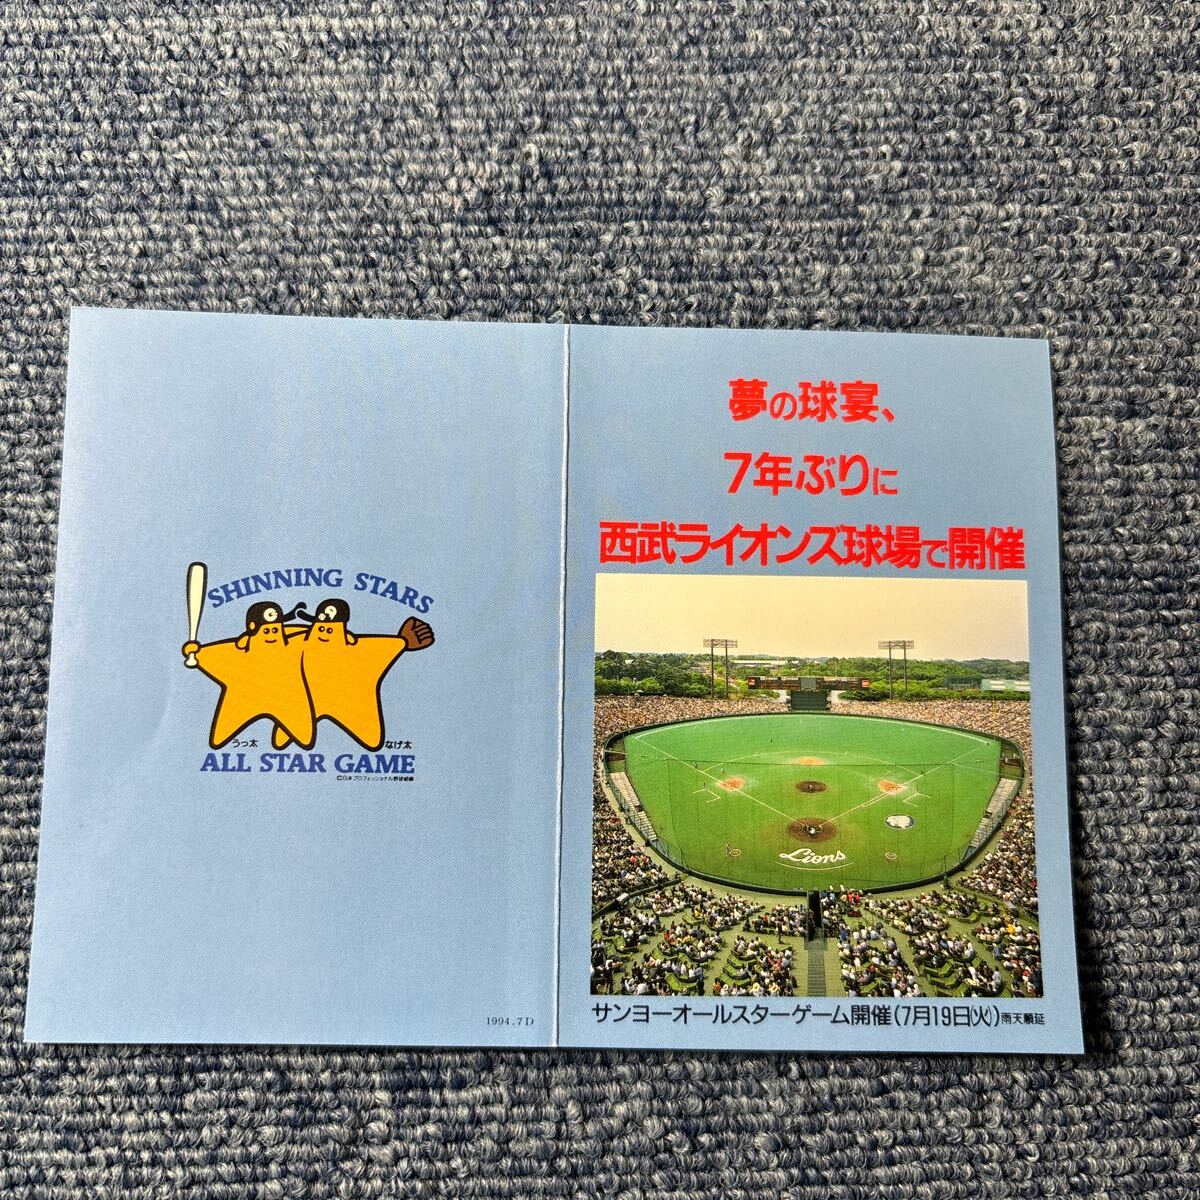 SHINNING STARS
うっ太
なげ太
ALL STAR GAME
©日本プロフェッショナル野球組織
1994.7D
夢の球宴、
7年ぶりに
西武ライオンズ球場で開催
Lions
サンヨーオールスターゲーム開催(7月19日(火))雨天順延